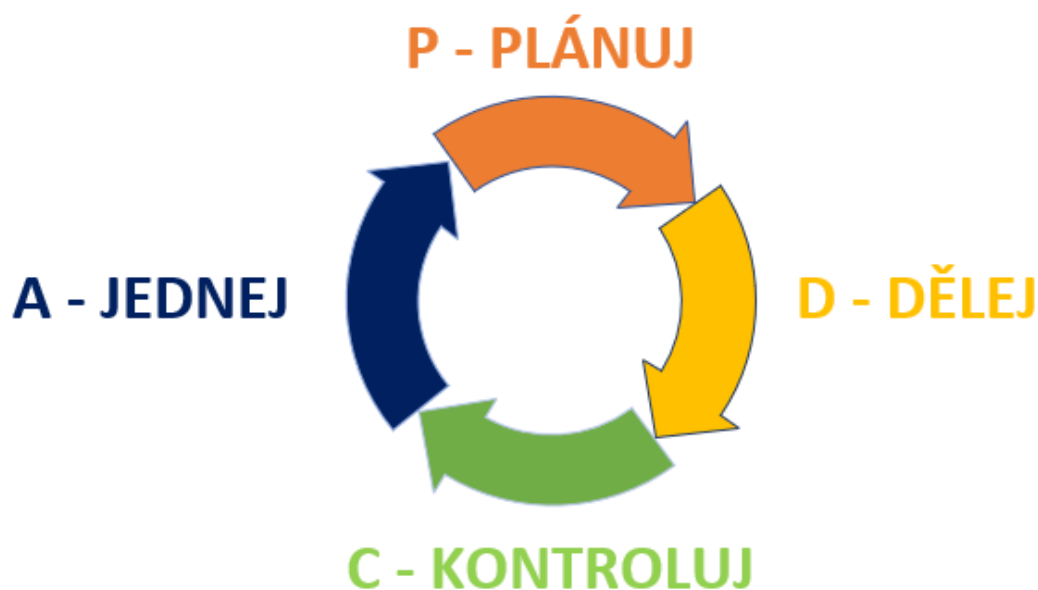 P - PLÁNUJ
A - JEDNEJ
D - DĚLEJ
C - KONTROLUJ